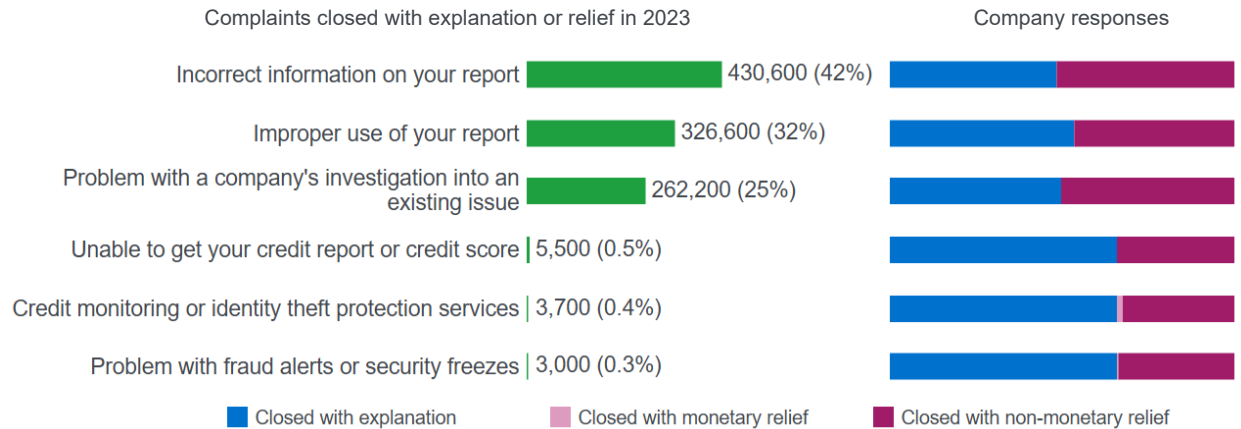 Complaints closed with explanation or relief in 2023
Company responses
Incorrect information on your report 430,600 (42%)
Improper use of your report 326,600 (32%)
Problem with a company's investigation into an
existing issue 262,200 (25%)
Unable to get your credit report or credit score 5,500 (0.5%)
Credit monitoring or identity theft protection services 3,700 (0.4%)
Problem with fraud alerts or security freezes 3,000 (0.3%)
Closed with explanation Closed with monetary relief Closed with non-monetary relief